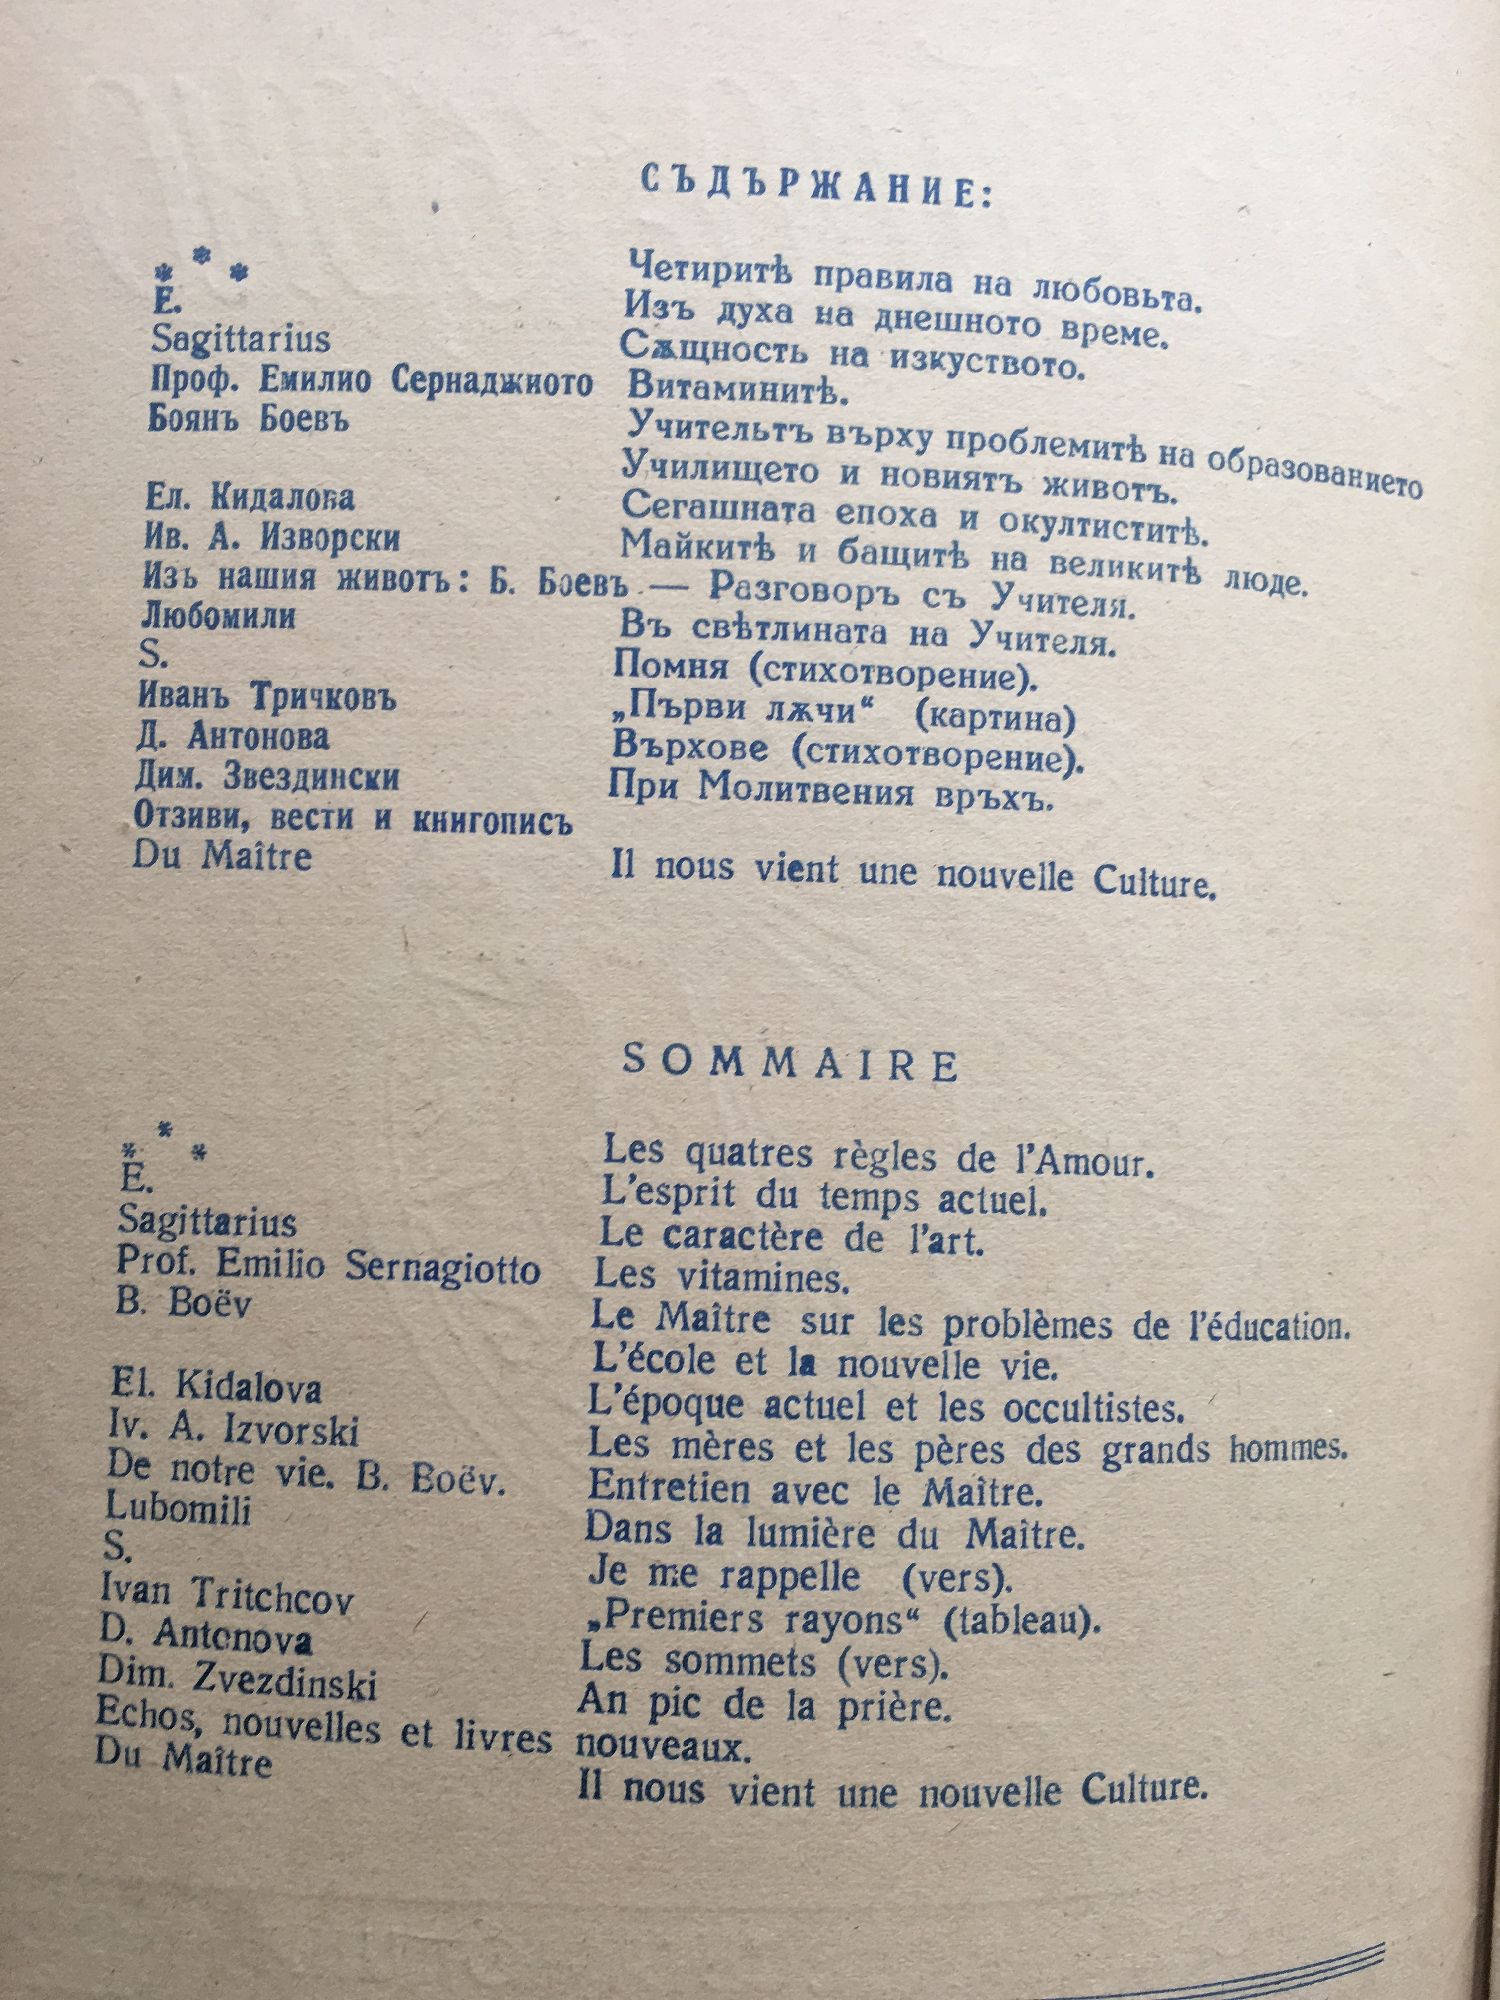 СЪДЪРЖАНИЕ:
* * * Четиритѣ правила на любовьта.
Е. Изъ духа на днешното време.
Sagittarius Сѫщность на изкуството.
Проф. Емилио Сернаджиото Витаминитѣ.
Боянъ Боевъ Учительтъ върху проблемитѣ на образованието
Училището и новиятъ животъ.
Ел. Кидалова Сегашната епоха и окултиститѣ.
Ив. А. Изворски Майкитѣ и бащитѣ на великитѣ люде.
Изъ нашия животъ: Б. Боевъ — Разговоръ съ Учителя.
Любомили Въ свѣтлината на Учителя.
S. Помня (стихотворение).
Иванъ Тричковъ „Първи лѫчи“ (картина)
Д. Антонова Върхове (стихотворение).
Дим. Звездински При Молитвения връхъ.
Отзиви, вести и книгописъ
Du Maître Il nous vient une nouvelle Culture.
SOMMAIRE
* * * Les quatres règles de l'Amour.
E. L'esprit du temps actuel.
Sagittarius Le caractère de l'art.
Prof. Emilio Sernagiotto Les vitamines.
B. Boëv Le Maître sur les problèmes de l'éducation.
L'école et la nouvelle vie.
El. Kidalova L'époque actuel et les occultistes.
Iv. A. Izvorski Les mères et les pères des grands hommes.
De notre vie. B. Boëv. Entretien avec le Maître.
Lubomili Dans la lumière du Maître.
S. Je me rappelle (vers).
Ivan Tritchcov „Premiers rayons“ (tableau).
D. Antonova Les sommets (vers).
Dim. Zvezdinski An pic de la prière.
Echos, nouvelles et livres nouveaux.
Du Maître Il nous vient une nouvelle Culture.